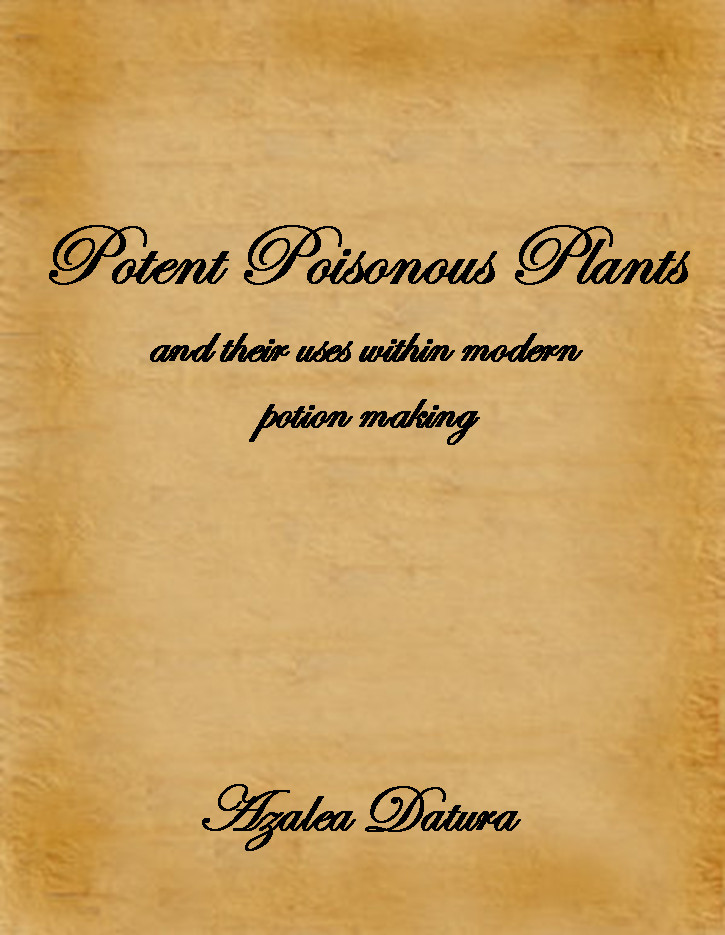 Potent Poisonous Plants
and their uses within modern
potion making
Azalea Datura